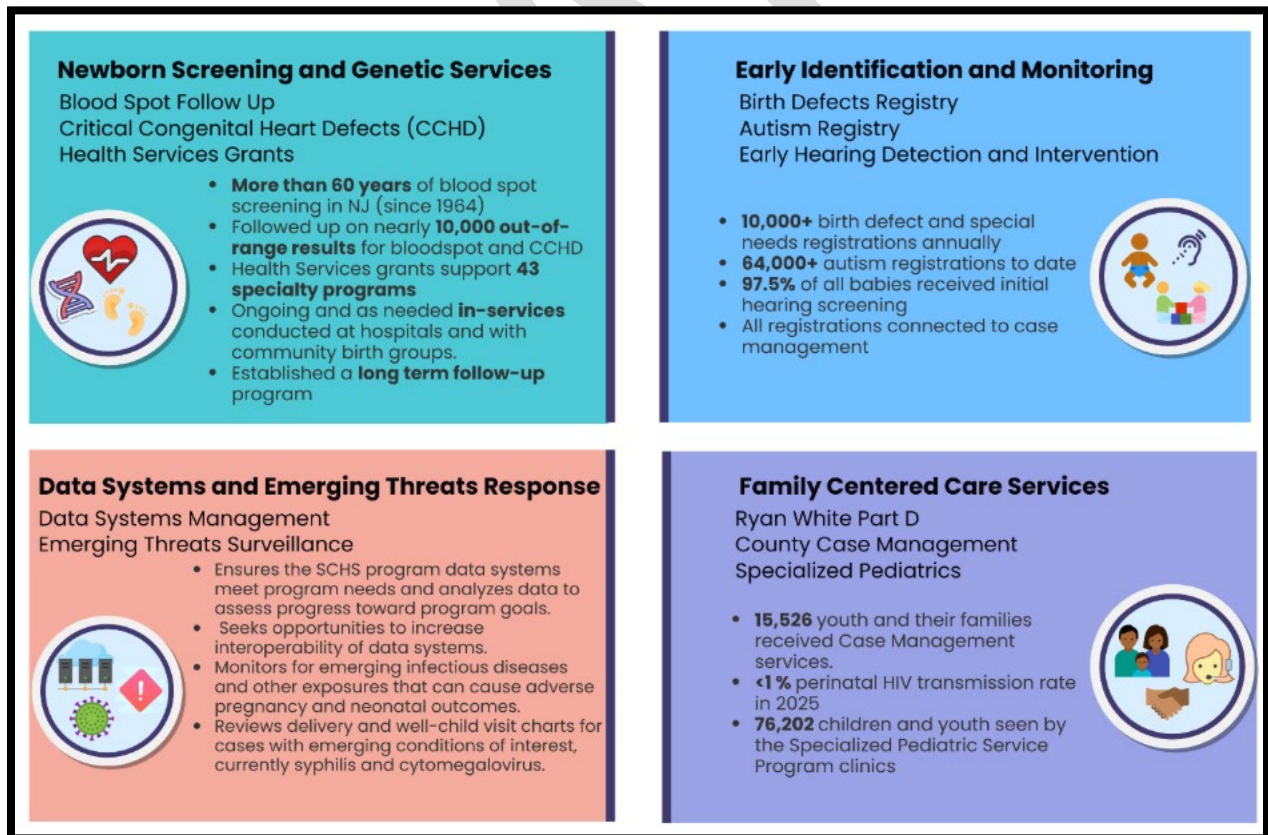 Newborn Screening and Genetic Services
Blood Spot Follow Up
Critical Congenital Heart Defects (CCHD)
Health Services Grants
• More than 60 years of blood spot
screening in NJ (since 1964)
• Followed up on nearly 10,000 out-of-
range results for bloodspot and CCHD
• Health Services grants support 43
specialty programs
• Ongoing and as needed in-services
conducted at hospitals and with
community birth groups.
• Established a long term follow-up
program
Early Identification and Monitoring
Birth Defects Registry
Autism Registry
Early Hearing Detection and Intervention
• 10,000+ birth defect and special
needs registrations annually
• 64,000+ autism registrations to date
• 97.5% of all babies received initial
hearing screening
• All registrations connected to case
management
Data Systems and Emerging Threats Response
Data Systems Management
Emerging Threats Surveillance
• Ensures the SCHS program data systems
meet program needs and analyzes data to
assess progress toward program goals.
• Seeks opportunities to increase
interoperability of data systems.
• Monitors for emerging infectious diseases
and other exposures that can cause adverse
pregnancy and neonatal outcomes.
• Reviews delivery and well-child visit charts for
cases with emerging conditions of interest,
currently syphilis and cytomegalovirus.
Family Centered Care Services
Ryan White Part D
County Case Management
Specialized Pediatrics
• 15,526 youth and their families
received Case Management
services.
• <1 % perinatal HIV transmission rate
in 2025
• 76,202 children and youth seen by
the Specialized Pediatric Service
Program clinics